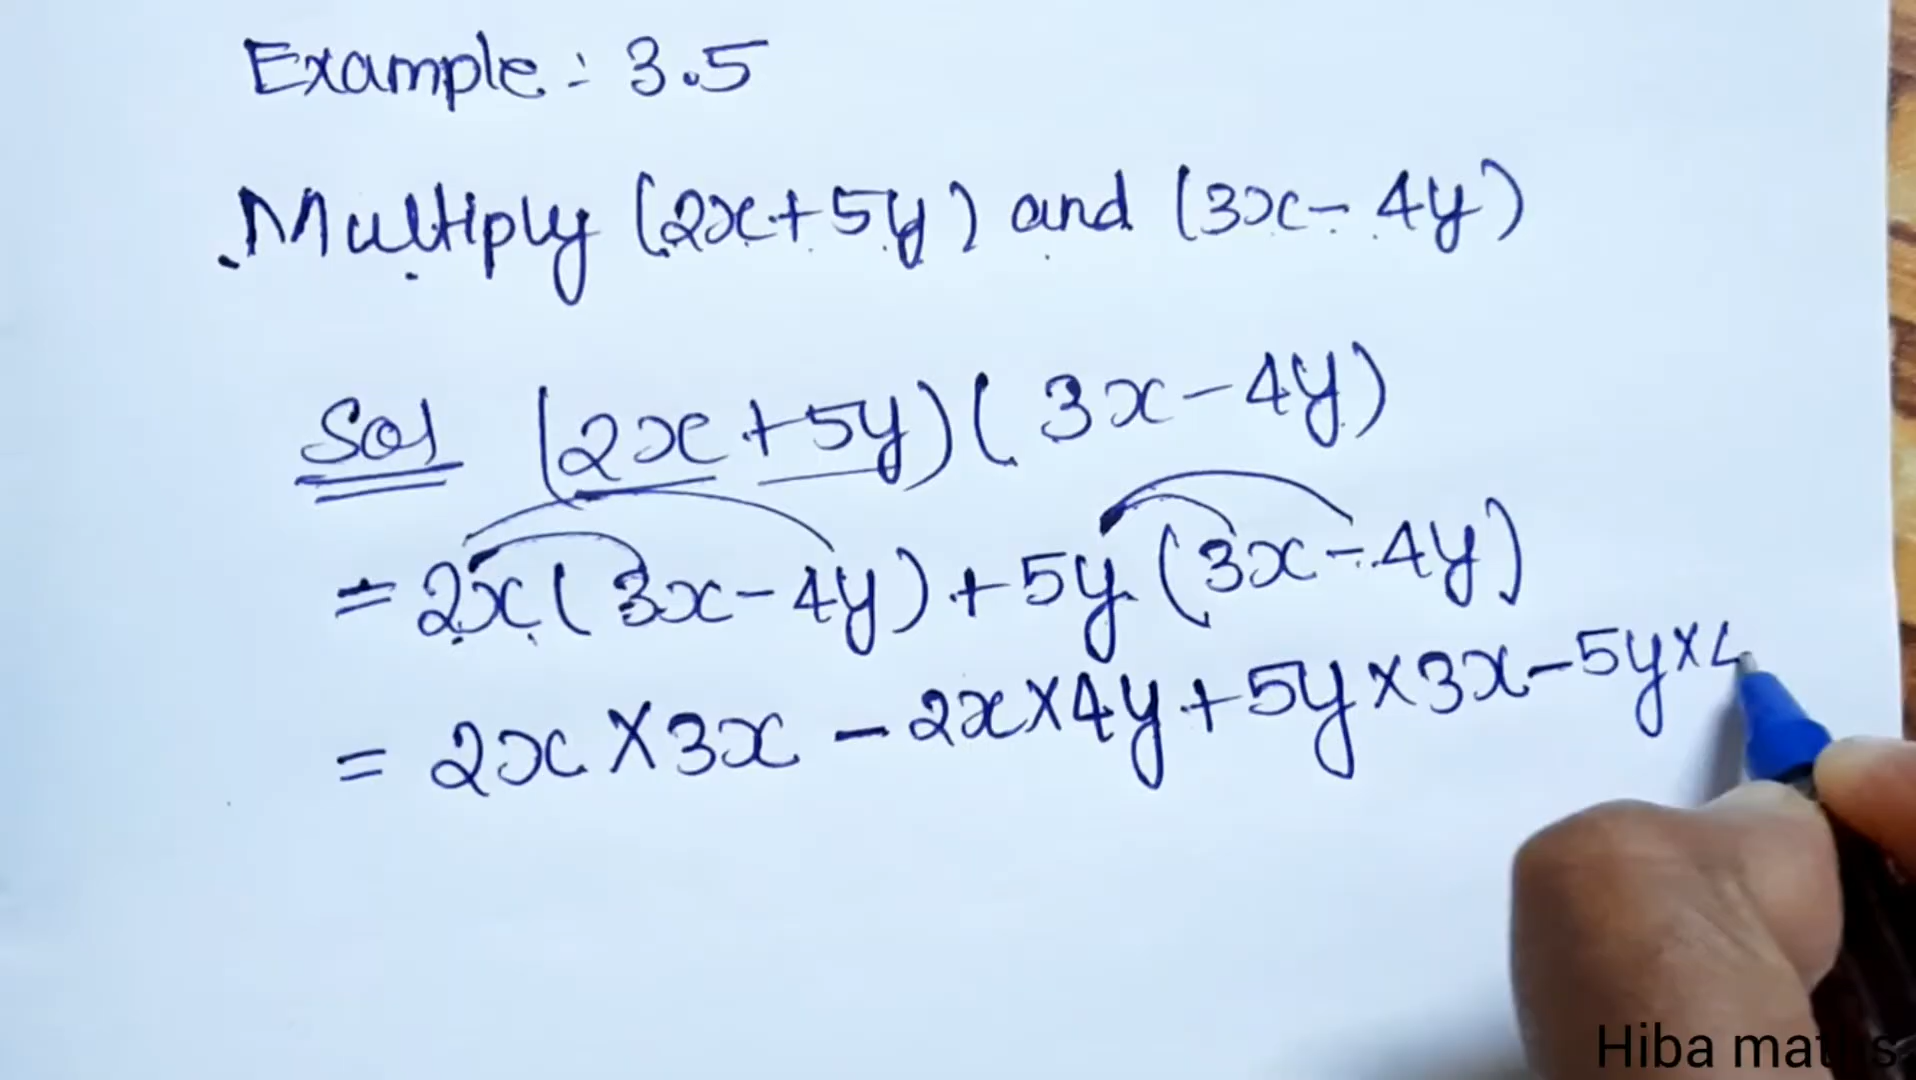 Example : 3.5
Multiply (2x+5y) and (3x-4y)
Sol (2x+5y)(3x-4y)
= 2x(3x-4y)+5y(3x-4y)
= 2x×3x - 2x×4y+5y×3x-5y×4
Hiba maths